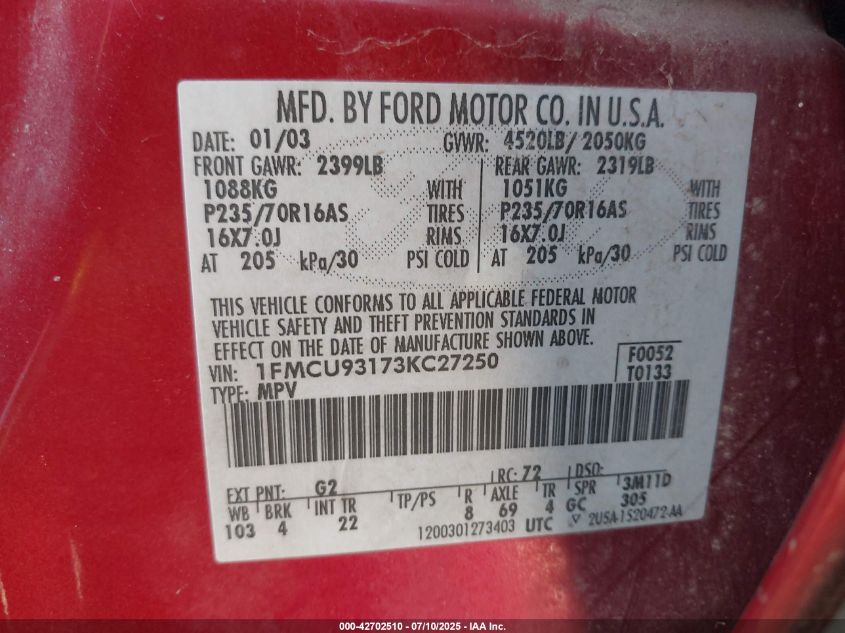 MFD. BY FORD MOTOR CO. IN U.S.A.
DATE: 01/03 GVWR: 4520LB/ 2050KG
FRONT GAWR: 2399LB REAR GAWR: 2319LB
1088KG WITH 1051KG WITH
P235/70R16AS TIRES P235/70R16AS TIRES
16X7.0J RIMS 16X7.0J RIMS
AT 205 kPa/30 PSI COLD AT 205 kPa/30 PSI COLD
THIS VEHICLE CONFORMS TO ALL APPLICABLE FEDERAL MOTOR
VEHICLE SAFETY AND THEFT PREVENTION STANDARDS IN
EFFECT ON THE DATE OF MANUFACTURE SHOWN ABOVE.
VIN: 1FMCU93173KC27250 F0052
TYPE: MPV T0133
EXT PNT: G2 RC: 72 DSO: 3M11D
WB BRK INT TR TP/PS R AXLE TR SPR 305
103 4 22 8 69 4 GC
1200301273403 UTC 2USA-1520472-AA
000-42702510 - 07/10/2025 - IAA Inc.